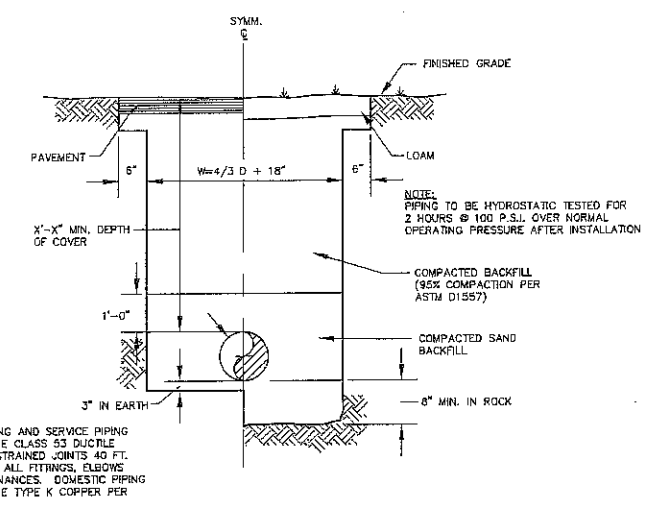 SYMM.
℄
FINISHED GRADE
PAVEMENT
LOAM
6"
W=4/3 D + 18"
6"
NOTE:
PIPING TO BE HYDROSTATIC TESTED FOR
2 HOURS @ 100 P.S.I. OVER NORMAL
OPERATING PRESSURE AFTER INSTALLATION
X'-X" MIN. DEPTH
OF COVER
COMPACTED BACKFILL
(95% COMPACTION PER
ASTM D1557)
1'-0"
COMPACTED SAND
BACKFILL
3" IN EARTH
8" MIN. IN ROCK
NG AND SERVICE PIPING
E CLASS 53 DUCTILE
STRAINED JOINTS 40 FT.
ALL FITTINGS, ELBOWS
NANCES. DOMESTIC PIPING
E TYPE K COPPER PER